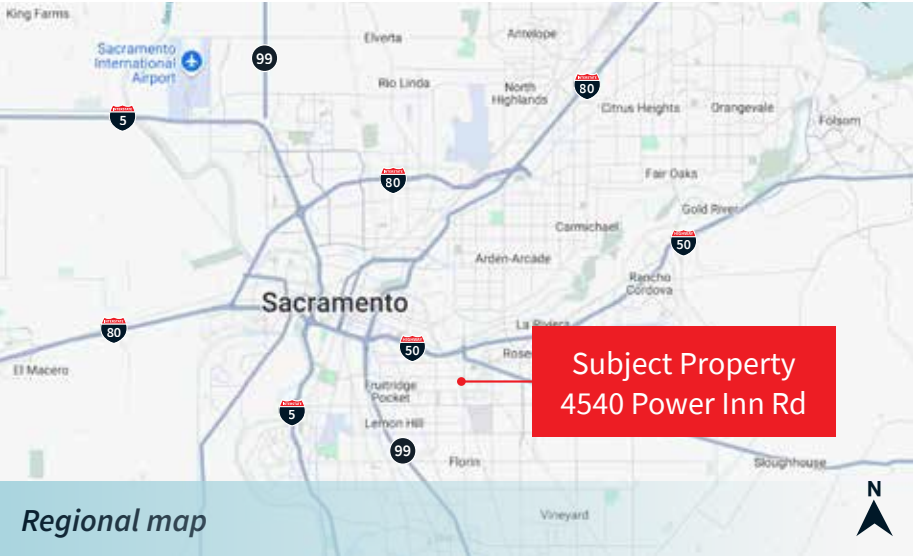 King Farms
Elverta
Antelope
Sacramento
International
Airport
99
Rio Linda
North
Highlands
80
Citrus Heights
Orangevale
5
Folsom
80
Fair Oaks
Gold River
Carmichael
50
Arden-Arcade
Rancho
Cordova
Sacramento
80
La Riviera
50
Rose
El Macero
Subject Property
4540 Power Inn Rd
Fruitridge
Pocket
5
Lemon Hill
99
Florin
Sloughhouse
N
Regional map
Vineyard